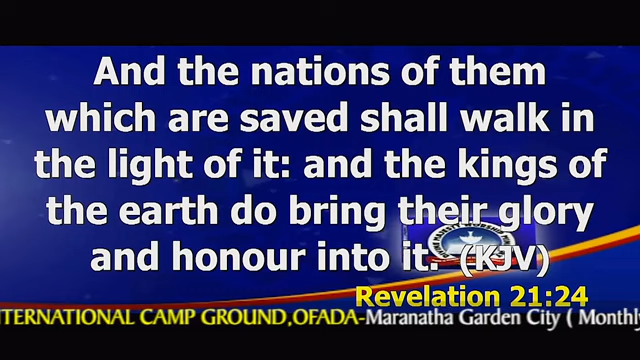 And the nations of them
which are saved shall walk in
the light of it: and the kings of
the earth do bring their glory
and honour into it. (KJV)
Revelation 21:24
INTERNATIONAL CAMP GROUND,OFADA-Maranatha Garden City ( Monthly